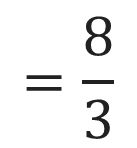 = 8/3